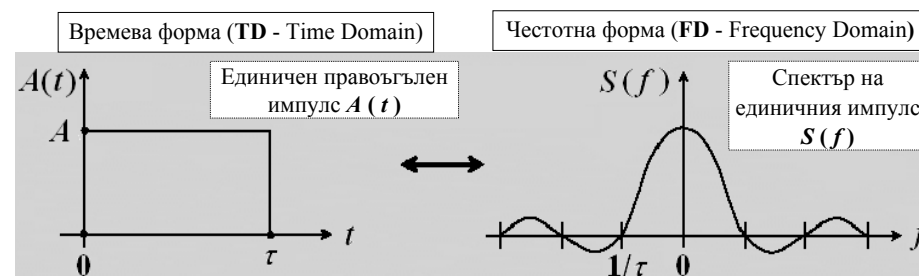 Времева форма (TD - Time Domain)
Честотна форма (FD - Frequency Domain)
A(t)
Единичен правоъгълен
импулс A ( t )
A
t
0
τ
S(f)
Спектър на
единичния импулс
S ( f )
1/τ
0
f